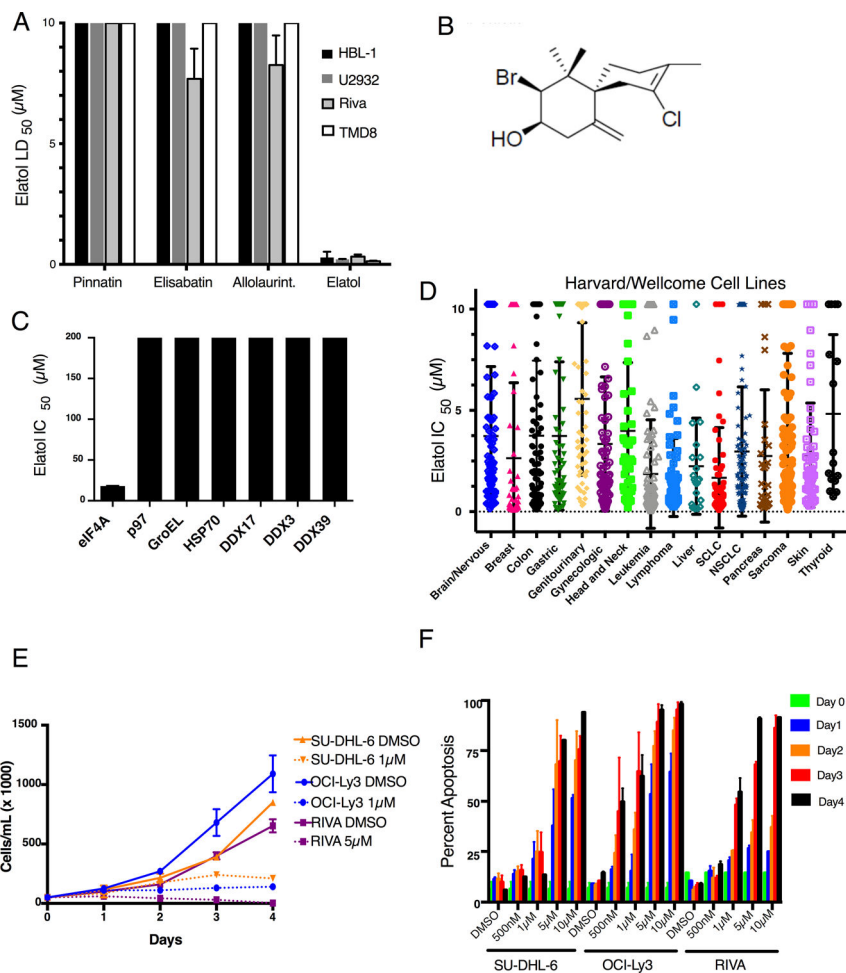 A
Elatol LD 50 (µM)
10
5
0
HBL-1
U2932
Riva
TMD8
Pinnatin
Elisabatin
Allolaurint.
Elatol
B
Br
HO
Cl
C
Elatol IC 50 (µM)
200
150
100
50
0
eIF4A
p97
GroEL
HSP70
DDX17
DDX3
DDX39
D
Harvard/Wellcome Cell Lines
Elatol IC 50 (µM)
10
5
0
Brain/Nervous
Breast
Colon
Gastric
Genitourinary
Gynecologic
Head and Neck
Leukemia
Lymphoma
Liver
SCLC
NSCLC
Pancreas
Sarcoma
Skin
Thyroid
E
Cells/mL (x 1000)
1500
1000
500
0
0 1 2 3 4
Days
SU-DHL-6 DMSO
SU-DHL-6 1µM
OCI-Ly3 DMSO
OCI-Ly3 1µM
RIVA DMSO
RIVA 5µM
F
Percent Apoptosis
100
75
50
25
0
Day 0
Day1
Day2
Day3
Day4
DMSO
500nM
1µM
5µM
10µM
DMSO
500nM
1µM
5µM
10µM
DMSO
500nM
1µM
5µM
10µM
SU-DHL-6
OCI-Ly3
RIVA